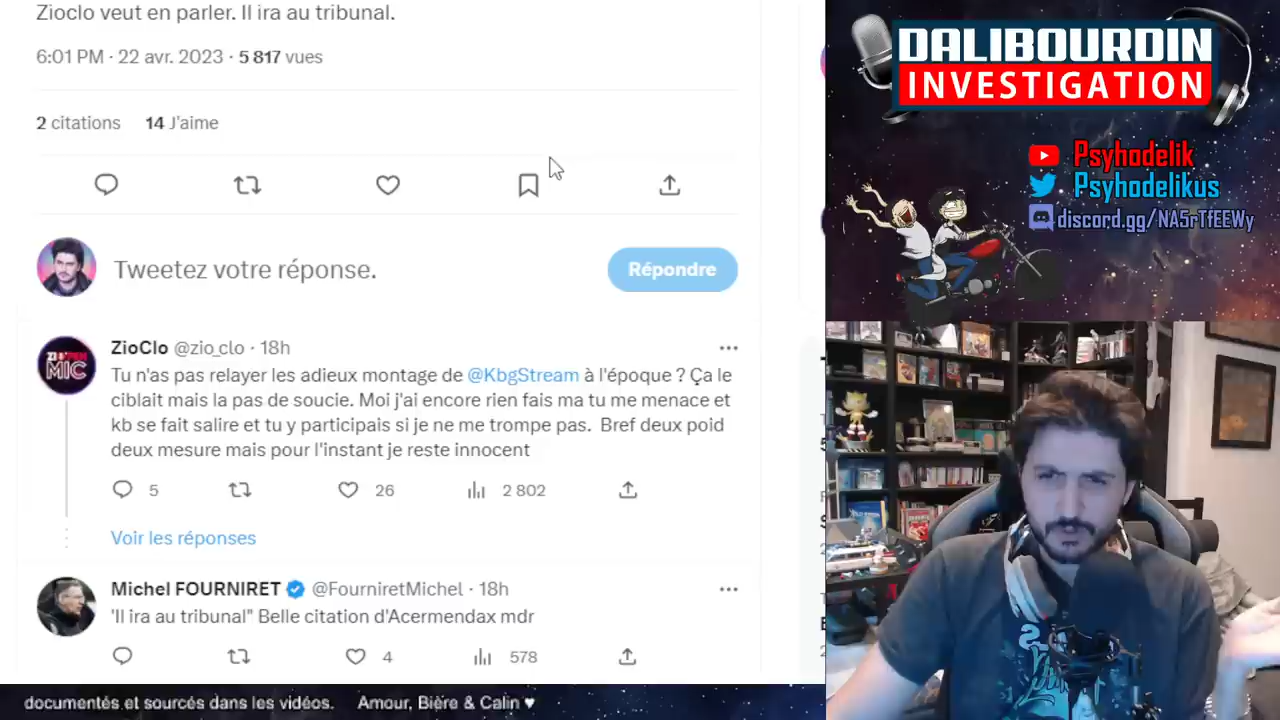 Zioclo veut en parler. Il ira au tribunal.
6:01 PM · 22 avr. 2023 · 5 817 vues
2 citations 14 J'aime
Tweetez votre réponse.
Répondre
ZioClo @zio_clo · 18h
Tu n'as pas relayer les adieux montage de @KbgStream à l'époque ? Ça le
ciblait mais la pas de soucie. Moi j'ai encore rien fais ma tu me menace et
kb se fait salire et tu y participais si je ne me trompe pas. Bref deux poid
deux mesure mais pour l'instant je reste innocent
5 26 2 802
Voir les réponses
Michel FOURNIRET @FourniretMichel · 18h
"Il ira au tribunal" Belle citation d'Acermendax mdr
4 578
documentés et sourcés dans les vidéos. Amour, Bière & Calin ♥
DALIBOURDIN
INVESTIGATION
Psyhodelik
Psyhodelikus
discord.gg/NA5rTfEEWy
MIC